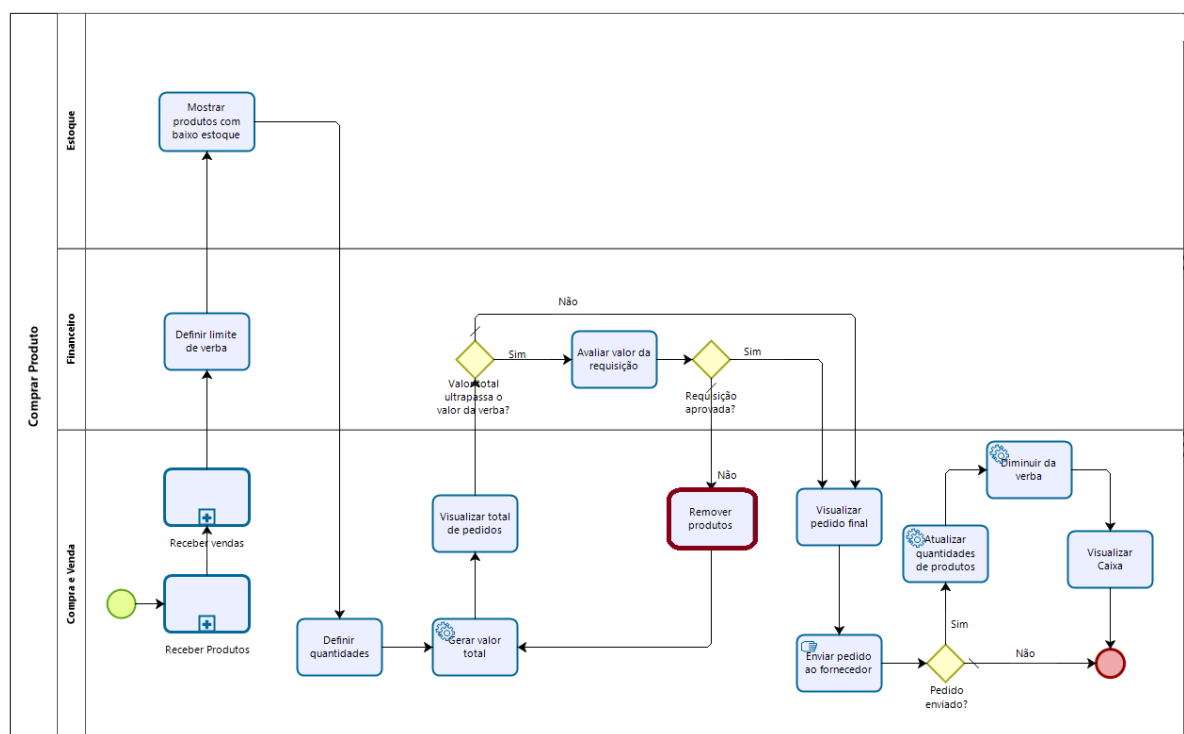 Comprar Produto
Estoque
Mostrar
produtos com
baixo estoque
Financeiro
Definir limite
de verba
Não
Sim
Valor total
ultrapassa o
valor da verba?
Avaliar valor da
requisição
Sim
Requisição
aprovada?
Compra e Venda
Não
Receber vendas
Receber Produtos
Definir
quantidades
Visualizar total
de pedidos
Gerar valor
total
Remover
produtos
Visualizar
pedido final
Enviar pedido
ao fornecedor
Pedido
enviado?
Sim
Não
Atualizar
quantidades
de produtos
Diminuir da
verba
Visualizar
Caixa